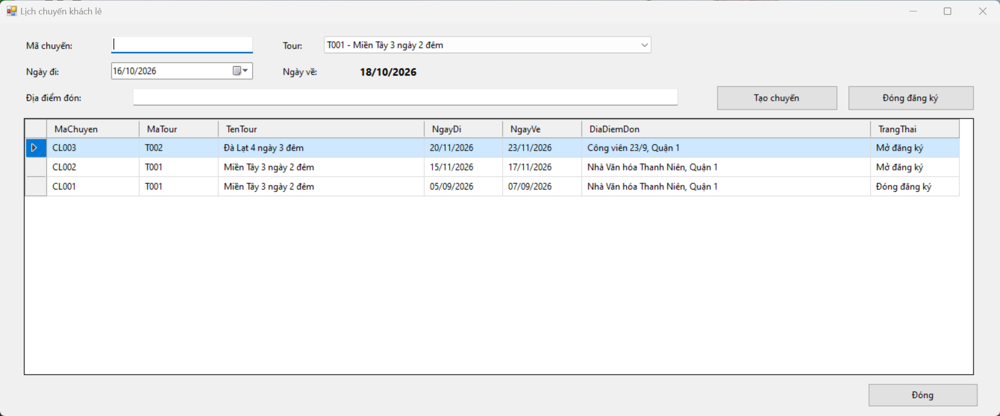 Lịch chuyến khách lẻ
Mã chuyến: Tour: T001 - Miền Tây 3 ngày 2 đêm
Ngày đi: 16/10/2026 Ngày về: 18/10/2026
Địa điểm đón: Tạo chuyến Đóng đăng ký
MaChuyen MaTour TenTour NgayDi NgayVe DiaDiemDon TrangThai
CL003 T002 Đà Lạt 4 ngày 3 đêm 20/11/2026 23/11/2026 Công viên 23/9, Quận 1 Mở đăng ký
CL002 T001 Miền Tây 3 ngày 2 đêm 15/11/2026 17/11/2026 Nhà Văn hóa Thanh Niên, Quận 1 Mở đăng ký
CL001 T001 Miền Tây 3 ngày 2 đêm 05/09/2026 07/09/2026 Nhà Văn hóa Thanh Niên, Quận 1 Đóng đăng ký
Đóng